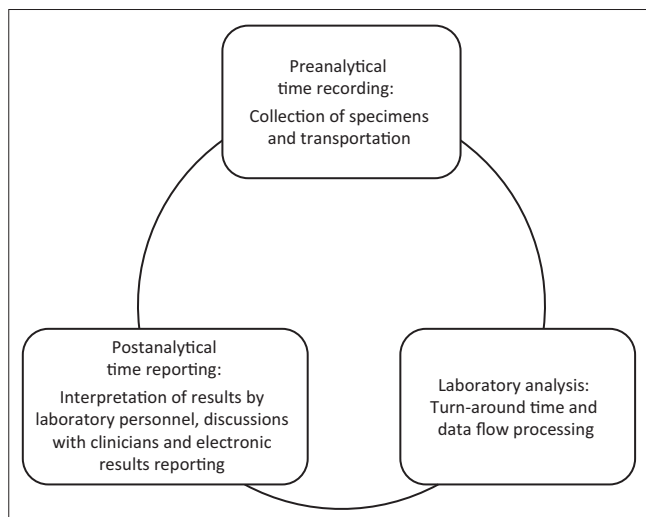 Preanalytical
time recording:
Collection of specimens
and transportation
Postanalytical
time reporting:
Interpretation of results by
laboratory personnel, discussions
with clinicians and electronic
results reporting
Laboratory analysis:
Turn-around time and
data flow processing